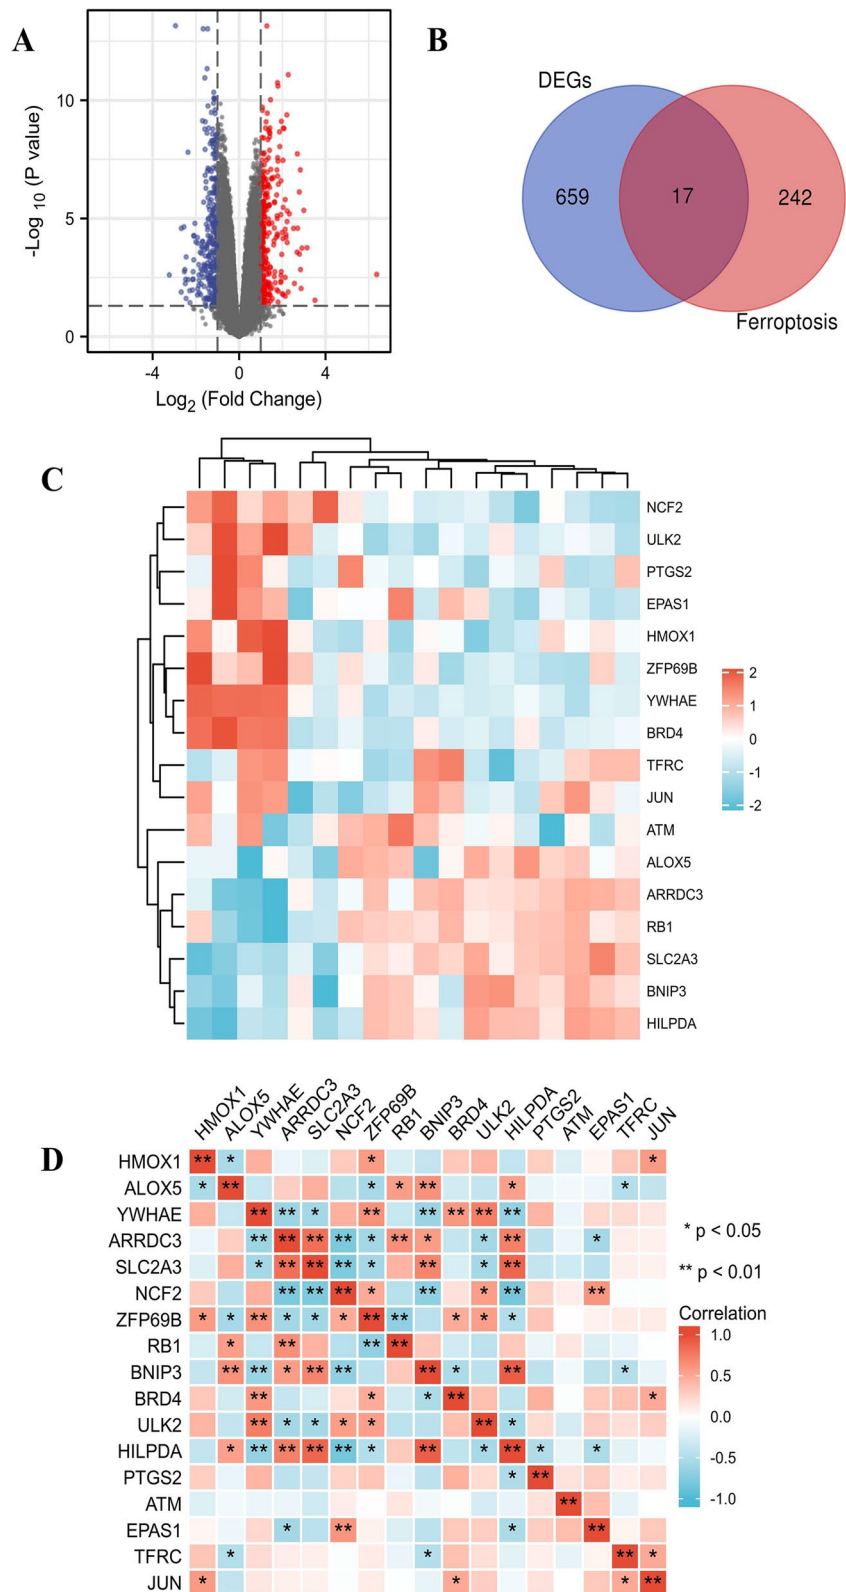 A
-Log 10 (P value)
10
5
0
-4
0
4
Log2 (Fold Change)
B
DEGs
659
17
242
Ferroptosis
C
NCF2
ULK2
PTGS2
EPAS1
HMOX1
ZFP69B
YWHAE
BRD4
TFRC
JUN
ATM
ALOX5
ARRDC3
RB1
SLC2A3
BNIP3
HILPDA
2
1
0
-1
-2
D
HMOX1 ALOX5 YWHAE ARRDC3 SLC2A3 NCF2 ZFP69B RB1 BNIP3 BRD4 ULK2 HILPDA PTGS2 ATM EPAS1 TFRC JUN
HMOX1 ** * * *
ALOX5 * ** * * ** * *
YWHAE ** ** * ** ** ** ** **
ARRDC3 ** ** ** ** * ** * * ** *
SLC2A3 * ** ** ** * ** * **
NCF2 ** ** ** * ** * ** **
ZFP69B * * ** * * * ** ** * * *
RB1 * ** ** **
BNIP3 ** ** * ** ** ** * ** *
BRD4 ** * * ** *
ULK2 ** * * * * ** *
HILPDA * ** ** ** ** * ** * ** * *
PTGS2 * **
ATM **
EPAS1 * ** * **
TFRC * * ** *
JUN * * * **
* p < 0.05
** p < 0.01
Correlation
1.0
0.5
0.0
-0.5
-1.0